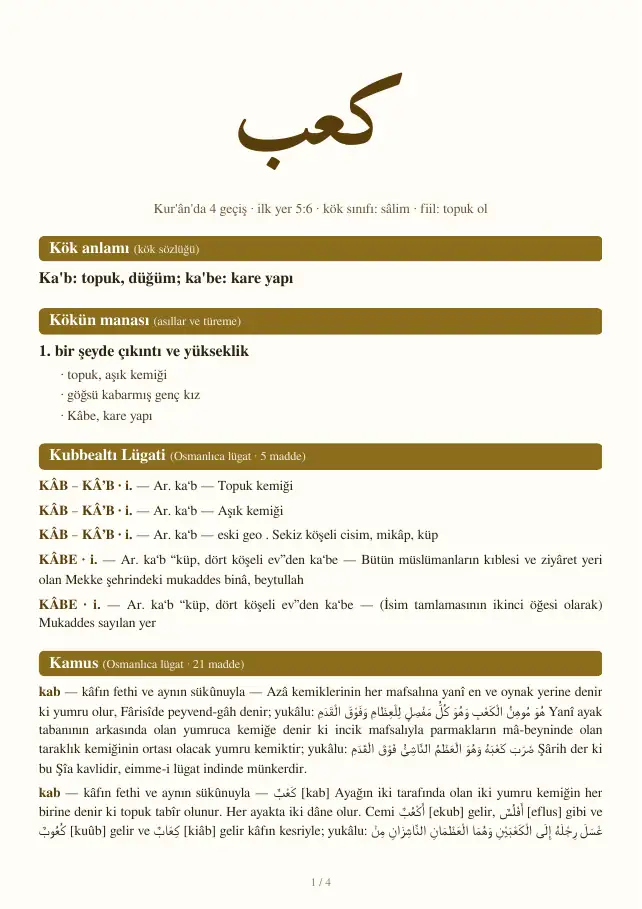 كعب
Kur'ân'da 4 geçiş · ilk yer 5:6 · kök sınıfı: sâlim · fiil: topuk ol
Kök anlamı (kök sözlüğü)
Ka'b: topuk, düğüm; ka'be: kare yapı
Kökün manası (asıllar ve türeme)
1. bir şeyde çıkıntı ve yükseklik
· topuk, aşık kemiği
· göğsü kabarmış genç kız
· Kâbe, kare yapı
Kubbealtı Lügati (Osmanlıca lügat · 5 madde)
KÂB – KÂ’B · i. — Ar. ka‘b — Topuk kemiği
KÂB – KÂ’B · i. — Ar. ka‘b — Aşık kemiği
KÂB – KÂ’B · i. — Ar. ka‘b — eski geo . Sekiz köşeli cisim, mikâp, küp
KÂBE · i. — Ar. ka‘b “küp, dört köşeli ev”den ka‘be — Bütün müslümanların kıblesi ve ziyâret yeri
olan Mekke şehrindeki mukaddes binâ, beytullah
KÂBE · i. — Ar. ka‘b “küp, dört köşeli ev”den ka‘be — (İsim tamlamasının ikinci öğesi olarak)
Mukaddes sayılan yer
Kamus (Osmanlıca lügat · 21 madde)
kab — kâfın fethi ve aynın sükûnuyla — Azâ kemiklerinin her mafsalına yanî en ve oynak yerine denir
ki yumru olur, Fârisîde peyvend-gâh denir; yukâlu: هُوَ مُوهِنُ الْكَعْبِ وَهُوَ كُلُّ مَفْصِلٍ لِلْعِظَامِ وَفَوْقَ الْقَدَمِ Yanî ayak
tabanının arkasında olan yumruca kemiğe denir ki incik mafsalıyla parmakların mâ-beyninde olan
taraklık kemiğinin ortası olacak yumru kemiktir; yukâlu: ضَرَبَ كَعْبَهُ وَهُوَ الْعَظْمُ النَّاشِئُ فَوْقَ الْقَدَمِ Şârih der ki
bu Şîa kavlidir, eimme-i lügat indinde münkerdir.
kab — kâfın fethi ve aynın sükûnuyla — كَعْبٌ [kab] Ayağın iki tarafında olan iki yumru kemiğin her
birine denir ki topuk tabîr olunur. Her ayakta iki dâne olur. Cemi أَكْعُبٌ [ekub] gelir, أَفْلُسٌ [eflus] gibi ve
كُعُوبٌ [kuûb] gelir ve كِعَابٌ [kiâb] gelir kâfın kesriyle; yukâlu: غَسَلَ رِجْلَهُ إِلَى الْكَعْبَيْنِ وَهُمَا الْعَظْمَانِ النَّاشِزَانِ مِنْ
1 / 4